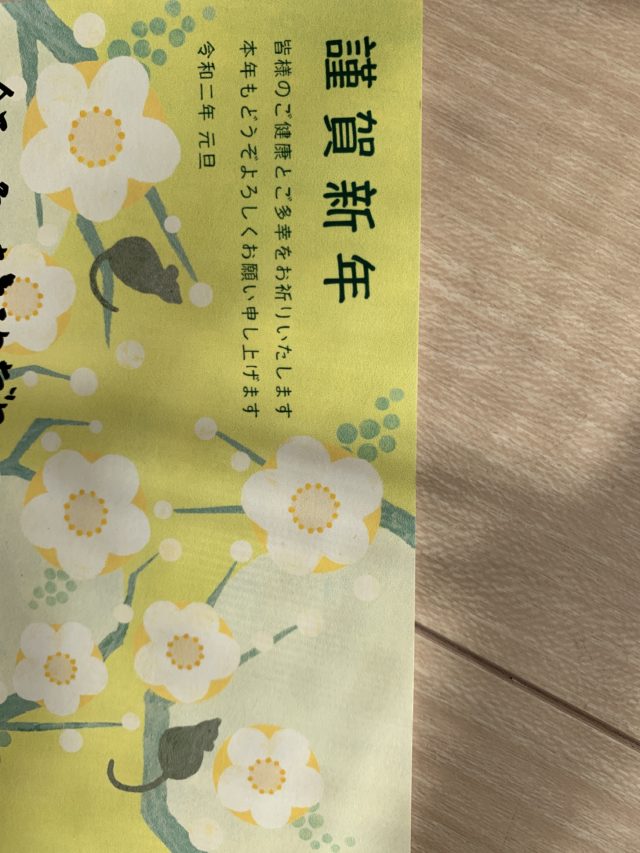 謹賀新年
皆様のご健康とご多幸をお祈りいたします
本年もどうぞよろしくお願い申し上げます
令和二年 元旦